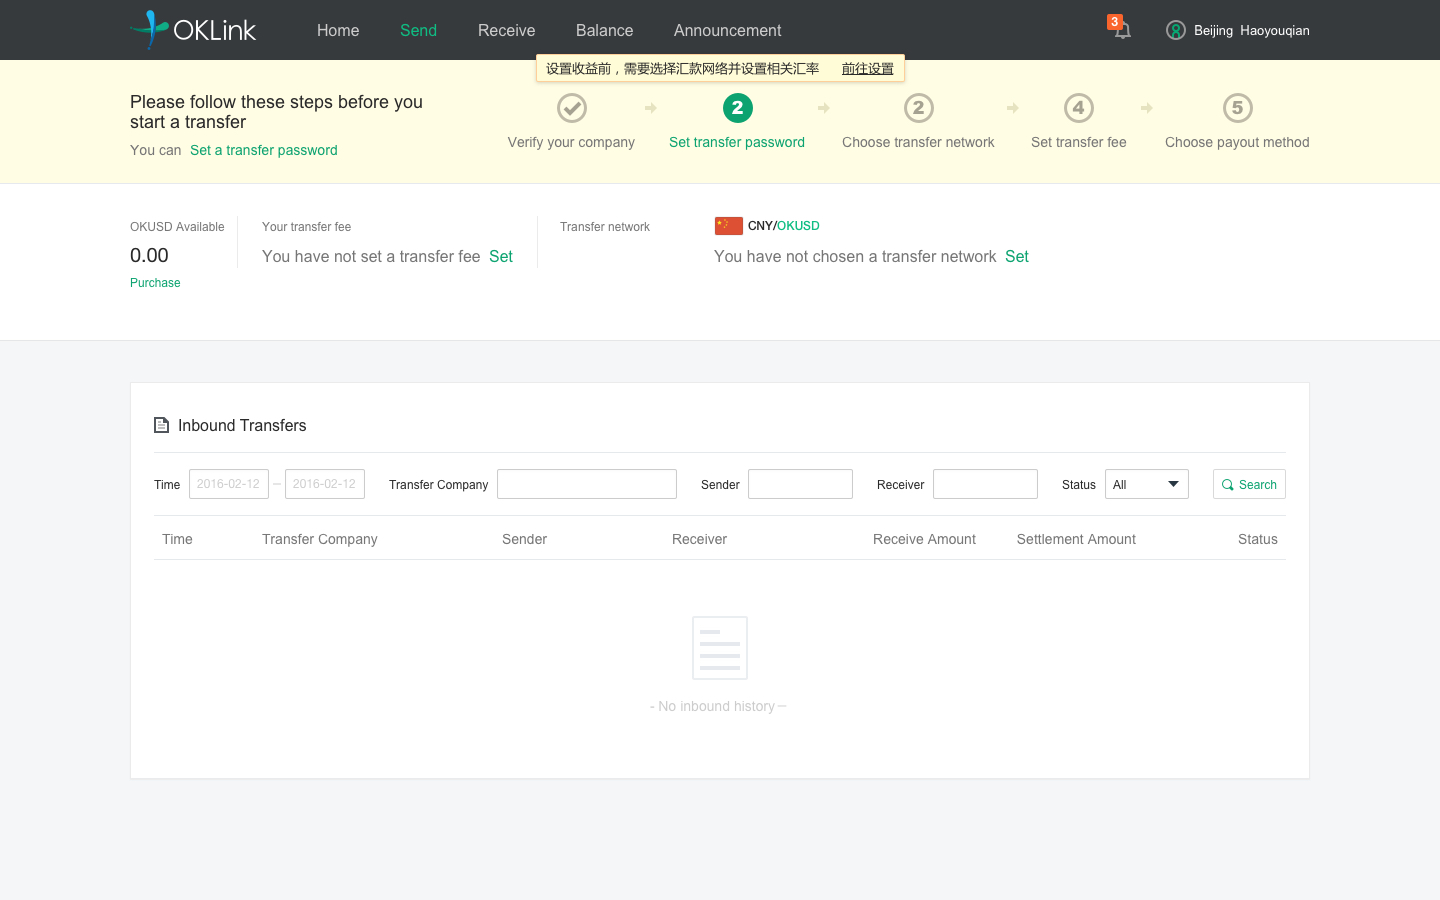 OKLink
Home Send Receive Balance Announcement
3
Beijing Haoyouqian
设置收益前，需要选择汇款网络并设置相关汇率 前往设置
Please follow these steps before you
start a transfer
You can Set a transfer password
2 2 4 5
Verify your company Set transfer password Choose transfer network Set transfer fee Choose payout method
OKUSD Available
0.00
Purchase
Your transfer fee
You have not set a transfer fee Set
Transfer network
CNY/OKUSD
You have not chosen a transfer network Set
Inbound Transfers
Time 2016-02-12 – 2016-02-12 Transfer Company Sender Receiver Status All Search
Time Transfer Company Sender Receiver Receive Amount Settlement Amount Status
- No inbound history –